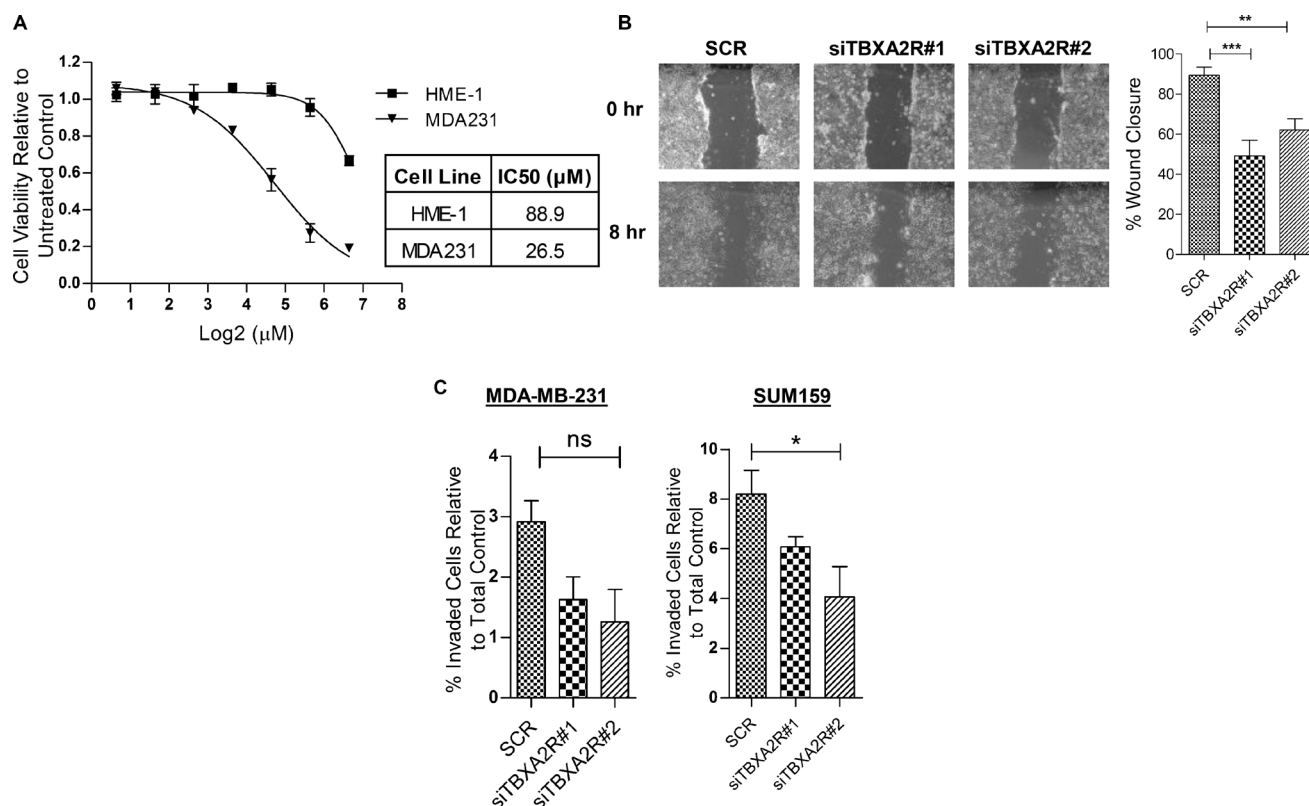 A
Cell Viability Relative to
Untreated Control
1.2
1.0
0.8
0.6
0.4
0.2
0.0
0 1 2 3 4 5 6 7 8
Log2 (µM)
HME-1
MDA231
Cell Line IC50 (µM)
HME-1 88.9
MDA231 26.5
B
SCR siTBXA2R#1 siTBXA2R#2
0 hr
8 hr
% Wound Closure
100
80
60
40
20
0
**
***
SCR
siTBXA2R#1
siTBXA2R#2
C
MDA-MB-231
% Invaded Cells Relative
to Total Control
4
3
2
1
0
ns
SCR
siTBXA2R#1
siTBXA2R#2
SUM159
% Invaded Cells Relative
to Total Control
10
8
6
4
2
0
*
SCR
siTBXA2R#1
siTBXA2R#2